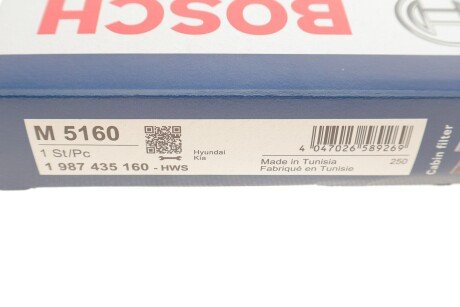 BOSCH
M 5160
1 St/Pc
1 987 435 160 - HWS
Hyundai
Kia
4 047026 589269
Made in Tunisia 250
Fabriqué en Tunisie
Cabin filter